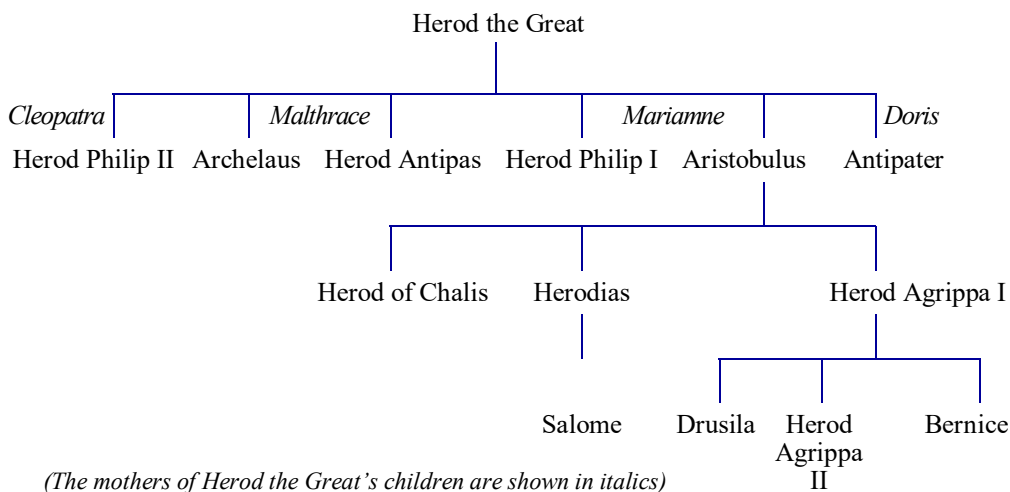 Herod the Great
Cleopatra Malthrace Mariamne Doris
Herod Philip II Archelaus Herod Antipas Herod Philip I Aristobulus Antipater
Herod of Chalis Herodias Herod Agrippa I
Salome Drusila Herod Bernice
Agrippa
II
(The mothers of Herod the Great’s children are shown in italics)